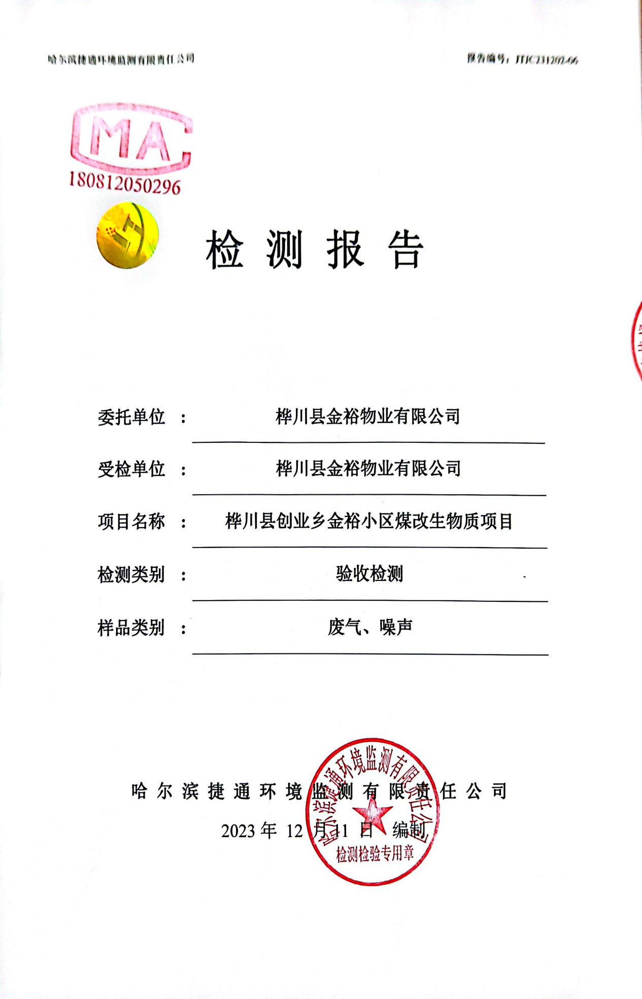 哈尔滨捷通环境监测有限责任公司 报告编号：JTJC231202-66
MA
180812050296
检测报告
委托单位 ： 桦川县金裕物业有限公司
受检单位 ： 桦川县金裕物业有限公司
项目名称 ： 桦川县创业乡金裕小区煤改生物质项目
检测类别 ： 验收检测
样品类别 ： 废气、噪声
哈尔滨捷通环境监测有限责任公司
2023 年 12 月 11 日 编制
哈尔滨捷通环境监测有限责任公司
检测检验专用章